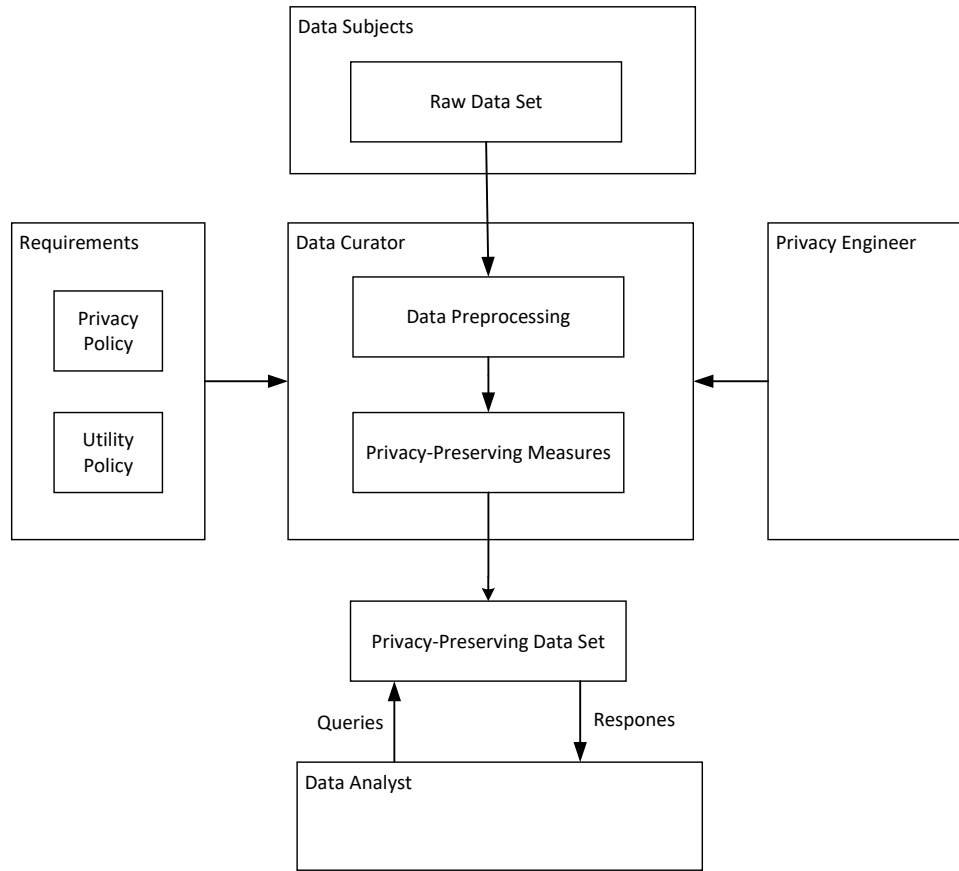 Data Subjects
Raw Data Set
Requirements
Privacy
Policy
Utility
Policy
Data Curator
Data Preprocessing
Privacy-Preserving Measures
Privacy Engineer
Privacy-Preserving Data Set
Queries
Respones
Data Analyst